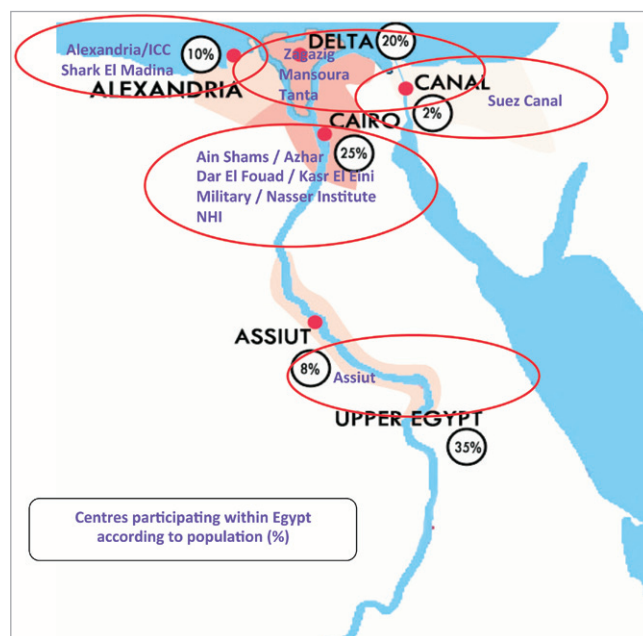 Alexandria/ICC
Shark El Madina
10%
ALEXANDRIA
DELTA
20%
Zagazig
Mansoura
Tanta
CANAL
2%
Suez Canal
CAIRO
25%
Ain Shams / Azhar
Dar El Fouad / Kasr El Eini
Military / Nasser Institute
NHI
ASSIUT
8%
Assiut
UPPER EGYPT
35%
Centres participating within Egypt
according to population (%)